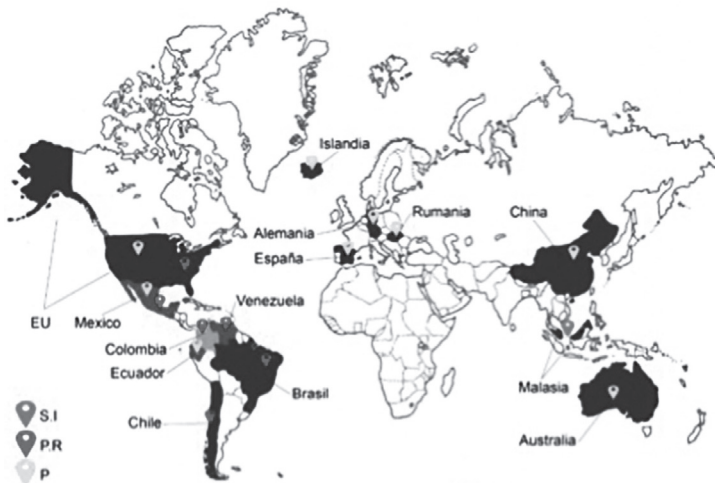 Islandia
Alemania
Rumania
China
España
EU
Mexico
Venezuela
Colombia
Ecuador
Brasil
Chile
Malasia
Australia
S.I
P.R
P